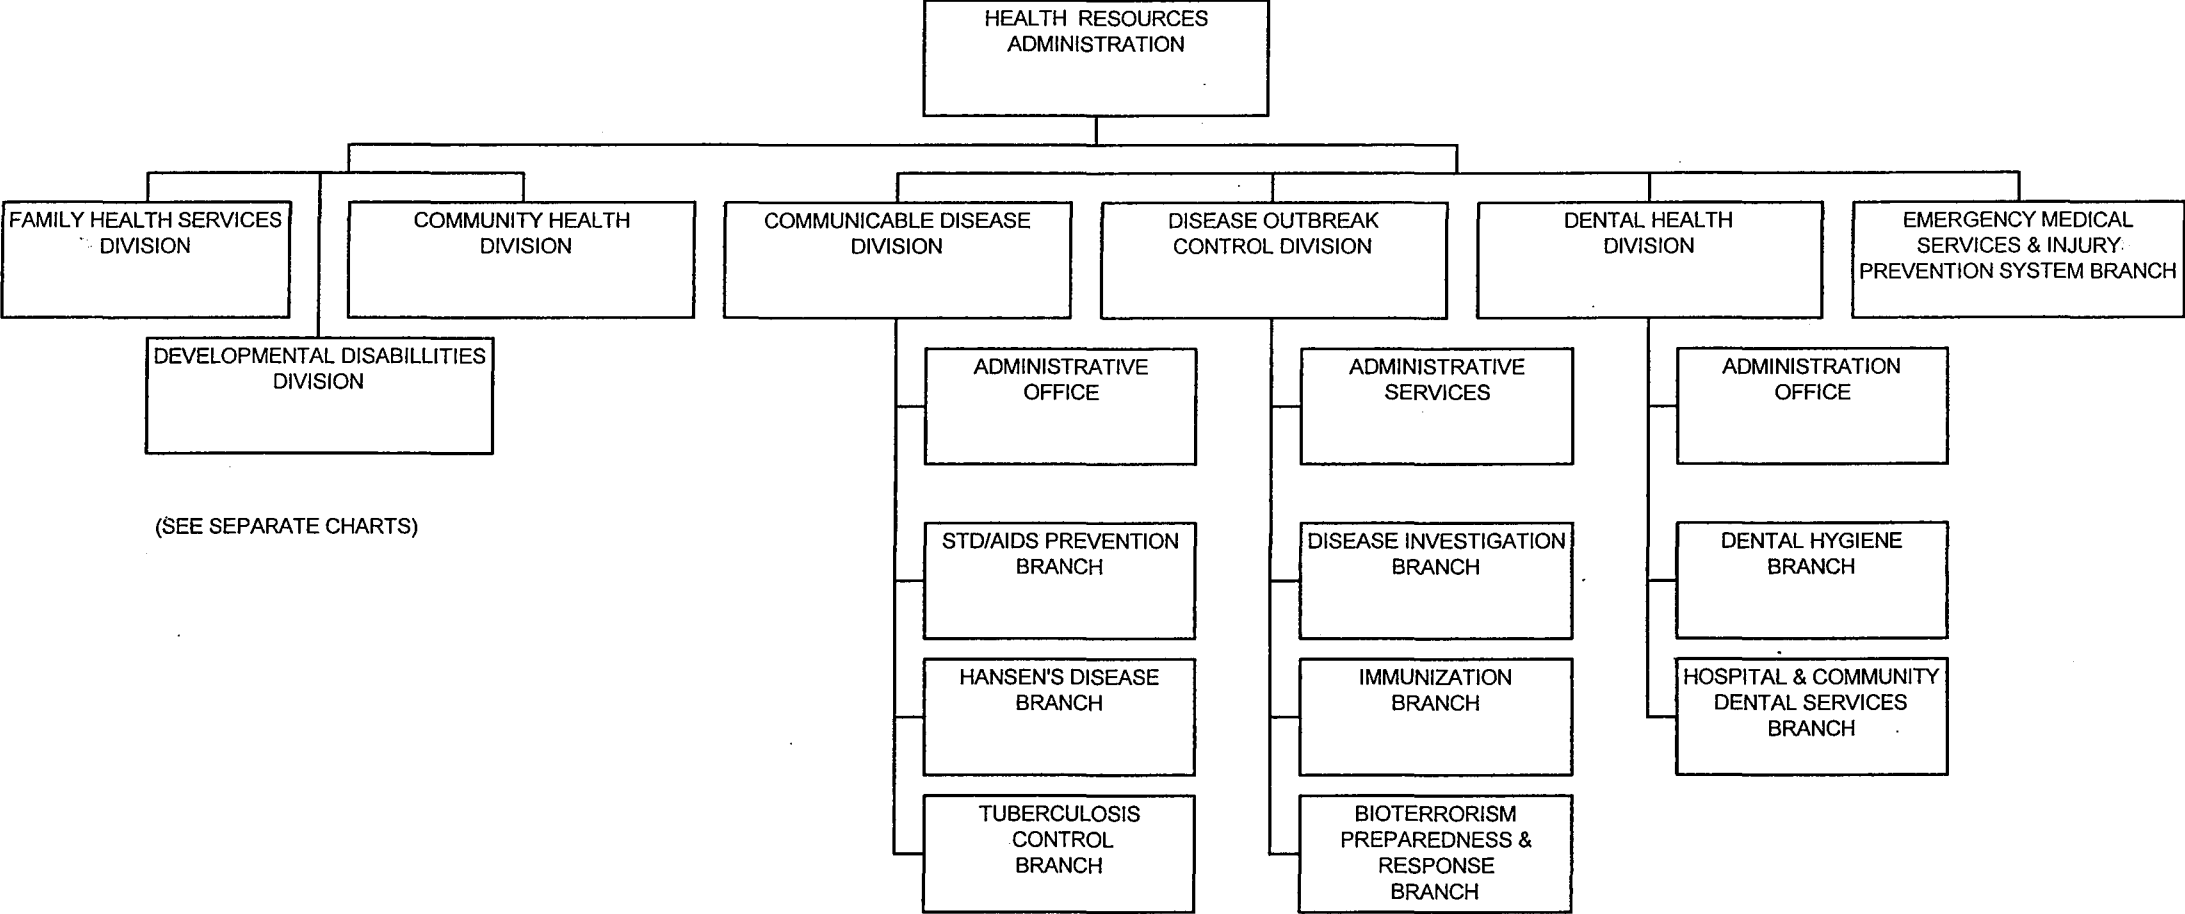 HEALTH RESOURCES
ADMINISTRATION
FAMILY HEALTH SERVICES
DIVISION
COMMUNITY HEALTH
DIVISION
COMMUNICABLE DISEASE
DIVISION
DISEASE OUTBREAK
CONTROL DIVISION
DENTAL HEALTH
DIVISION
EMERGENCY MEDICAL
SERVICES & INJURY
PREVENTION SYSTEM BRANCH
DEVELOPMENTAL DISABILLITIES
DIVISION
(SEE SEPARATE CHARTS)
ADMINISTRATIVE
OFFICE
STD/AIDS PREVENTION
BRANCH
HANSEN'S DISEASE
BRANCH
TUBERCULOSIS
CONTROL
BRANCH
ADMINISTRATIVE
SERVICES
DISEASE INVESTIGATION
BRANCH
IMMUNIZATION
BRANCH
BIOTERRORISM
PREPAREDNESS &
RESPONSE
BRANCH
ADMINISTRATION
OFFICE
DENTAL HYGIENE
BRANCH
HOSPITAL & COMMUNITY
DENTAL SERVICES
BRANCH